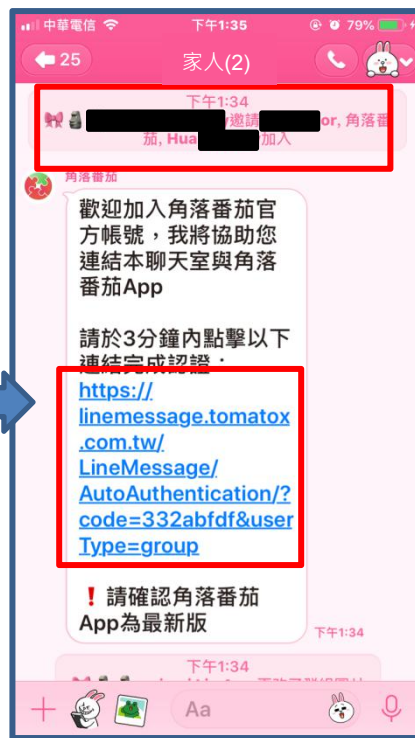 中華電信 下午1:35 79%
25 家人(2)
下午1:34
邀請 or, 角落番
茄, Hua 加入
角落番茄
歡迎加入角落番茄官
方帳號，我將協助您
連結本聊天室與角落
番茄App
請於3分鐘內點擊以下
連結完成認證：
https://
linemessage.tomatox
.com.tw/
LineMessage/
AutoAuthentication/?
code=332abfdf&user
Type=group
❗請確認角落番茄
App為最新版
下午1:34
下午1:34
Aa